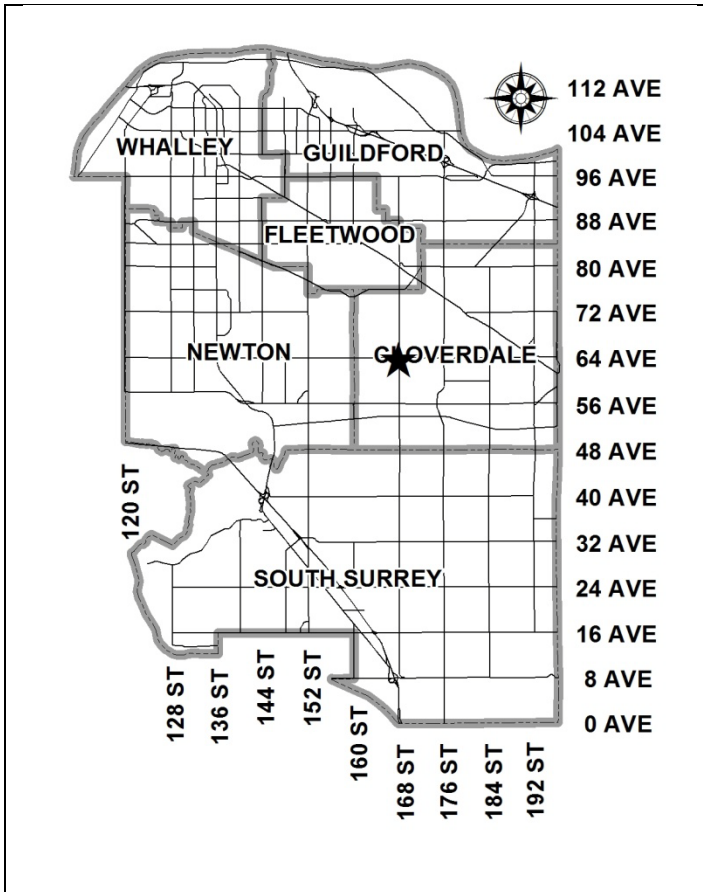 112 AVE
104 AVE
WHALLEY
GUILDFORD
96 AVE
88 AVE
FLEETWOOD
80 AVE
72 AVE
NEWTON
CLOVERDALE
64 AVE
56 AVE
48 AVE
120 ST
40 AVE
32 AVE
SOUTH SURREY
24 AVE
16 AVE
8 AVE
0 AVE
128 ST
136 ST
144 ST
152 ST
160 ST
168 ST
176 ST
184 ST
192 ST